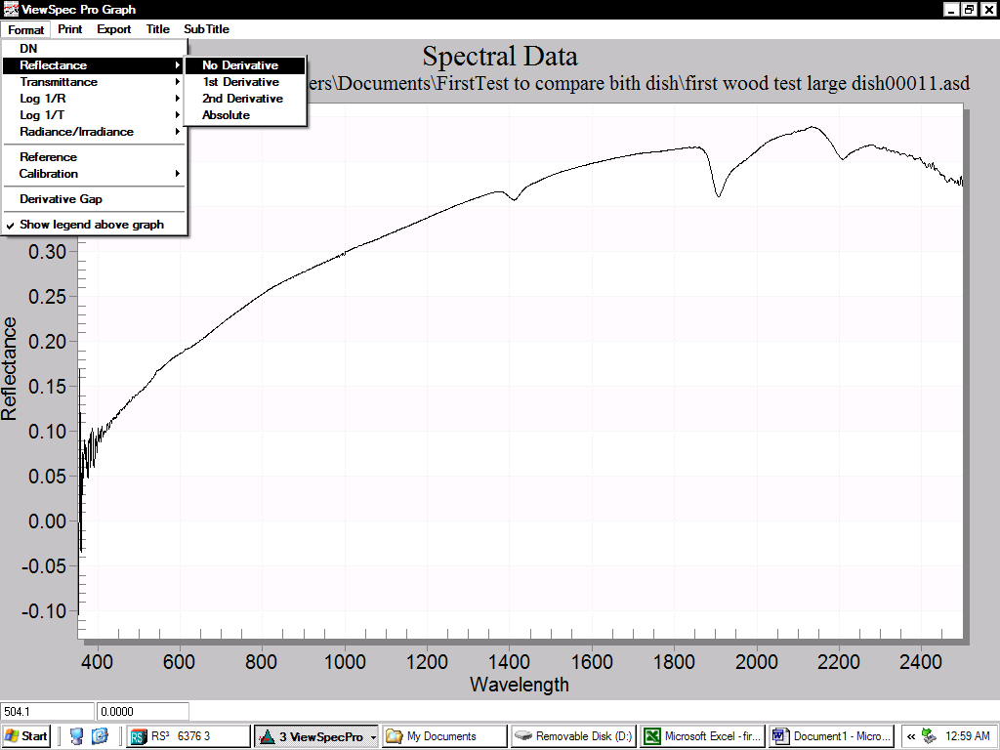 ViewSpec Pro Graph
Format Print Export Title SubTitle
DN
Reflectance
Transmittance
Log 1/R
Log 1/T
Radiance/Irradiance
Reference
Calibration
Derivative Gap
Show legend above graph
No Derivative
1st Derivative
2nd Derivative
Absolute
Spectral Data
ers\Documents\FirstTest to compare bith dish\first wood test large dish00011.asd
Reflectance
0.30
0.25
0.20
0.15
0.10
0.05
0.00
-0.05
-0.10
400 600 800 1000 1200 1400 1600 1800 2000 2200 2400
Wavelength
504.1 0.0000
Start RS³ RS³ 6376 3 3 ViewSpecPro My Documents Removable Disk (D:) Microsoft Excel - fir... Document1 - Micro... « 12:59 AM